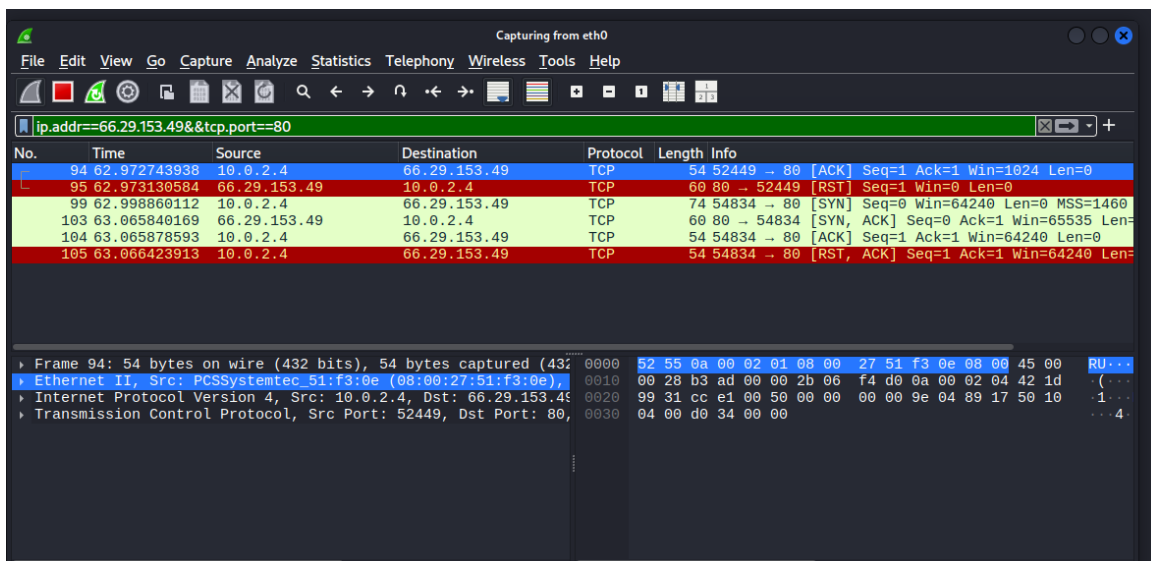 Capturing from eth0
File Edit View Go Capture Analyze Statistics Telephony Wireless Tools Help
ip.addr==66.29.153.49&&tcp.port==80
No. Time Source Destination Protocol Length Info
94 62.972743938 10.0.2.4 66.29.153.49 TCP 54 52449 → 80 [ACK] Seq=1 Ack=1 Win=1024 Len=0
95 62.973130584 66.29.153.49 10.0.2.4 TCP 60 80 → 52449 [RST] Seq=1 Win=0 Len=0
99 62.998860112 10.0.2.4 66.29.153.49 TCP 74 54834 → 80 [SYN] Seq=0 Win=64240 Len=0 MSS=1460
103 63.065840169 66.29.153.49 10.0.2.4 TCP 60 80 → 54834 [SYN, ACK] Seq=0 Ack=1 Win=65535 Len=
104 63.065878593 10.0.2.4 66.29.153.49 TCP 54 54834 → 80 [ACK] Seq=1 Ack=1 Win=64240 Len=0
105 63.066423913 10.0.2.4 66.29.153.49 TCP 54 54834 → 80 [RST, ACK] Seq=1 Ack=1 Win=64240 Len=
Frame 94: 54 bytes on wire (432 bits), 54 bytes captured (432
Ethernet II, Src: PCSSystemtec_51:f3:0e (08:00:27:51:f3:0e),
Internet Protocol Version 4, Src: 10.0.2.4, Dst: 66.29.153.49
Transmission Control Protocol, Src Port: 52449, Dst Port: 80,
0000 52 55 0a 00 02 01 08 00 27 51 f3 0e 08 00 45 00 RU···
0010 00 28 b3 ad 00 00 2b 06 f4 d0 0a 00 02 04 42 1d ·(···
0020 99 31 cc e1 00 50 00 00 00 00 9e 04 89 17 50 10 ·1···
0030 04 00 d0 34 00 00 ···4·